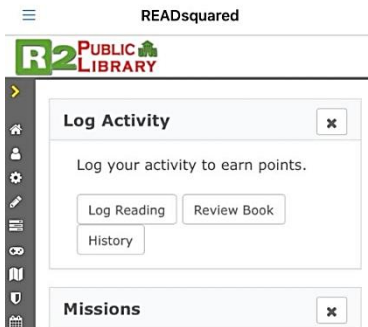 READsquared
R2 PUBLIC
LIBRARY
Log Activity
Log your activity to earn points.
Log Reading Review Book
History
Missions